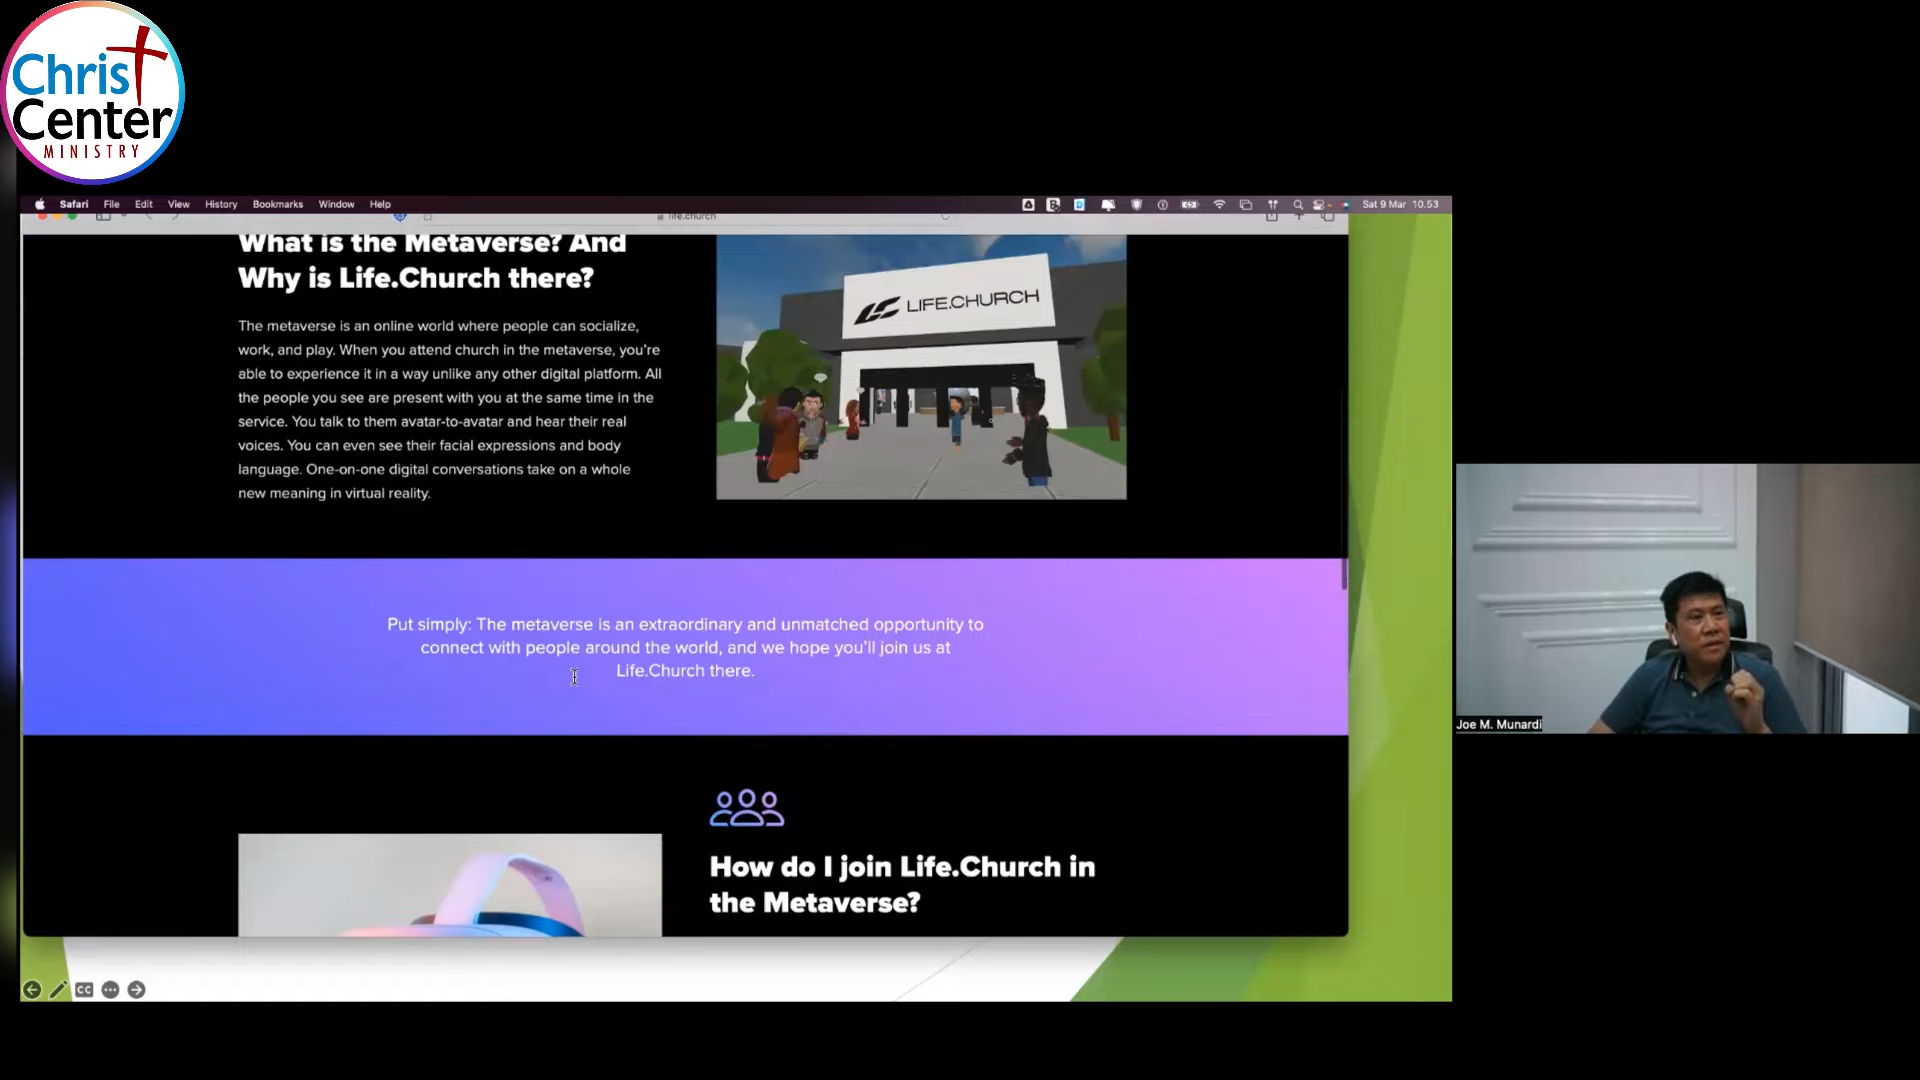 Christ
Center
MINISTRY
Safari File Edit View History Bookmarks Window Help
Sat 9 Mar 10.53
life.church
What is the Metaverse? And
Why is Life.Church there?
The metaverse is an online world where people can socialize,
work, and play. When you attend church in the metaverse, you're
able to experience it in a way unlike any other digital platform. All
the people you see are present with you at the same time in the
service. You talk to them avatar-to-avatar and hear their real
voices. You can even see their facial expressions and body
language. One-on-one digital conversations take on a whole
new meaning in virtual reality.
LIFE.CHURCH
Put simply: The metaverse is an extraordinary and unmatched opportunity to
connect with people around the world, and we hope you'll join us at
Life.Church there.
How do I join Life.Church in
the Metaverse?
Joe M. Munardi
CC